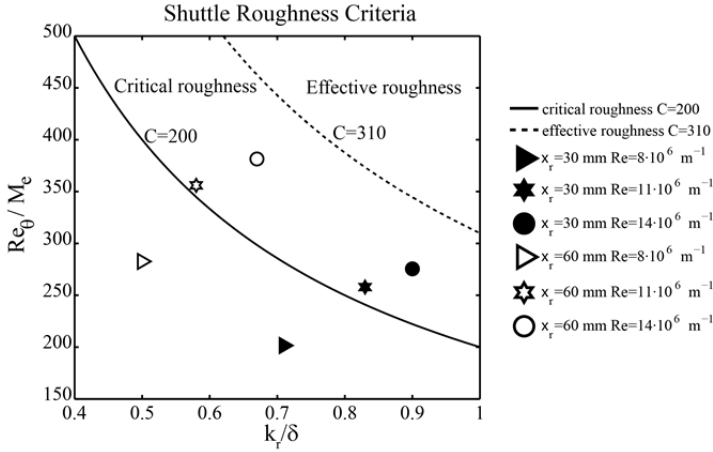 Shuttle Roughness Criteria
500
450
400
350
300
250
200
150
Re_θ / M_e
Critical roughness
Effective roughness
C=200
C=310
0.4 0.5 0.6 0.7 0.8 0.9 1
k_r/δ
critical roughness C=200
effective roughness C=310
x_r=30 mm Re=8·10^6 m^−1
x_r=30 mm Re=11·10^6 m^−1
x_r=30 mm Re=14·10^6 m^−1
x_r=60 mm Re=8·10^6 m^−1
x_r=60 mm Re=11·10^6 m^−1
x_r=60 mm Re=14·10^6 m^−1